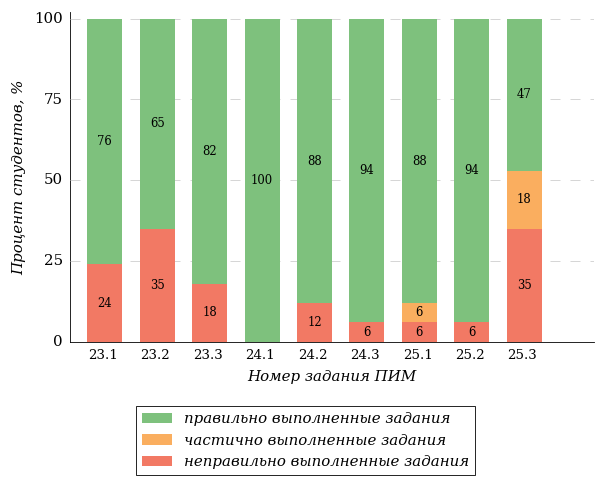 Процент студентов, %
100
75
50
25
0
76 65 82 100 88 94 88 94 47
6 18
24 35 18 12 6 6 6 35
23.1 23.2 23.3 24.1 24.2 24.3 25.1 25.2 25.3
Номер задания ПИМ
правильно выполненные задания
частично выполненные задания
неправильно выполненные задания